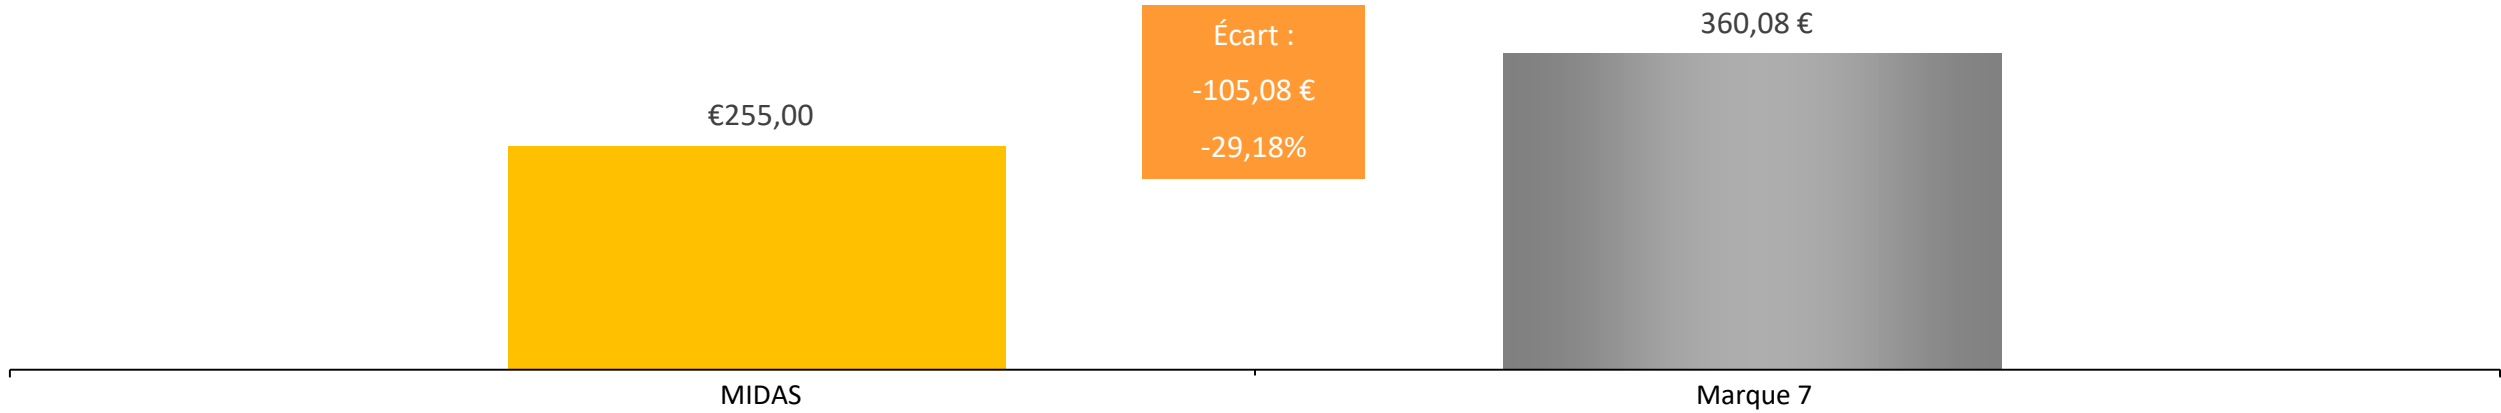 €255,00
Écart :
-105,08 €
-29,18%
360,08 €
MIDAS
Marque 7